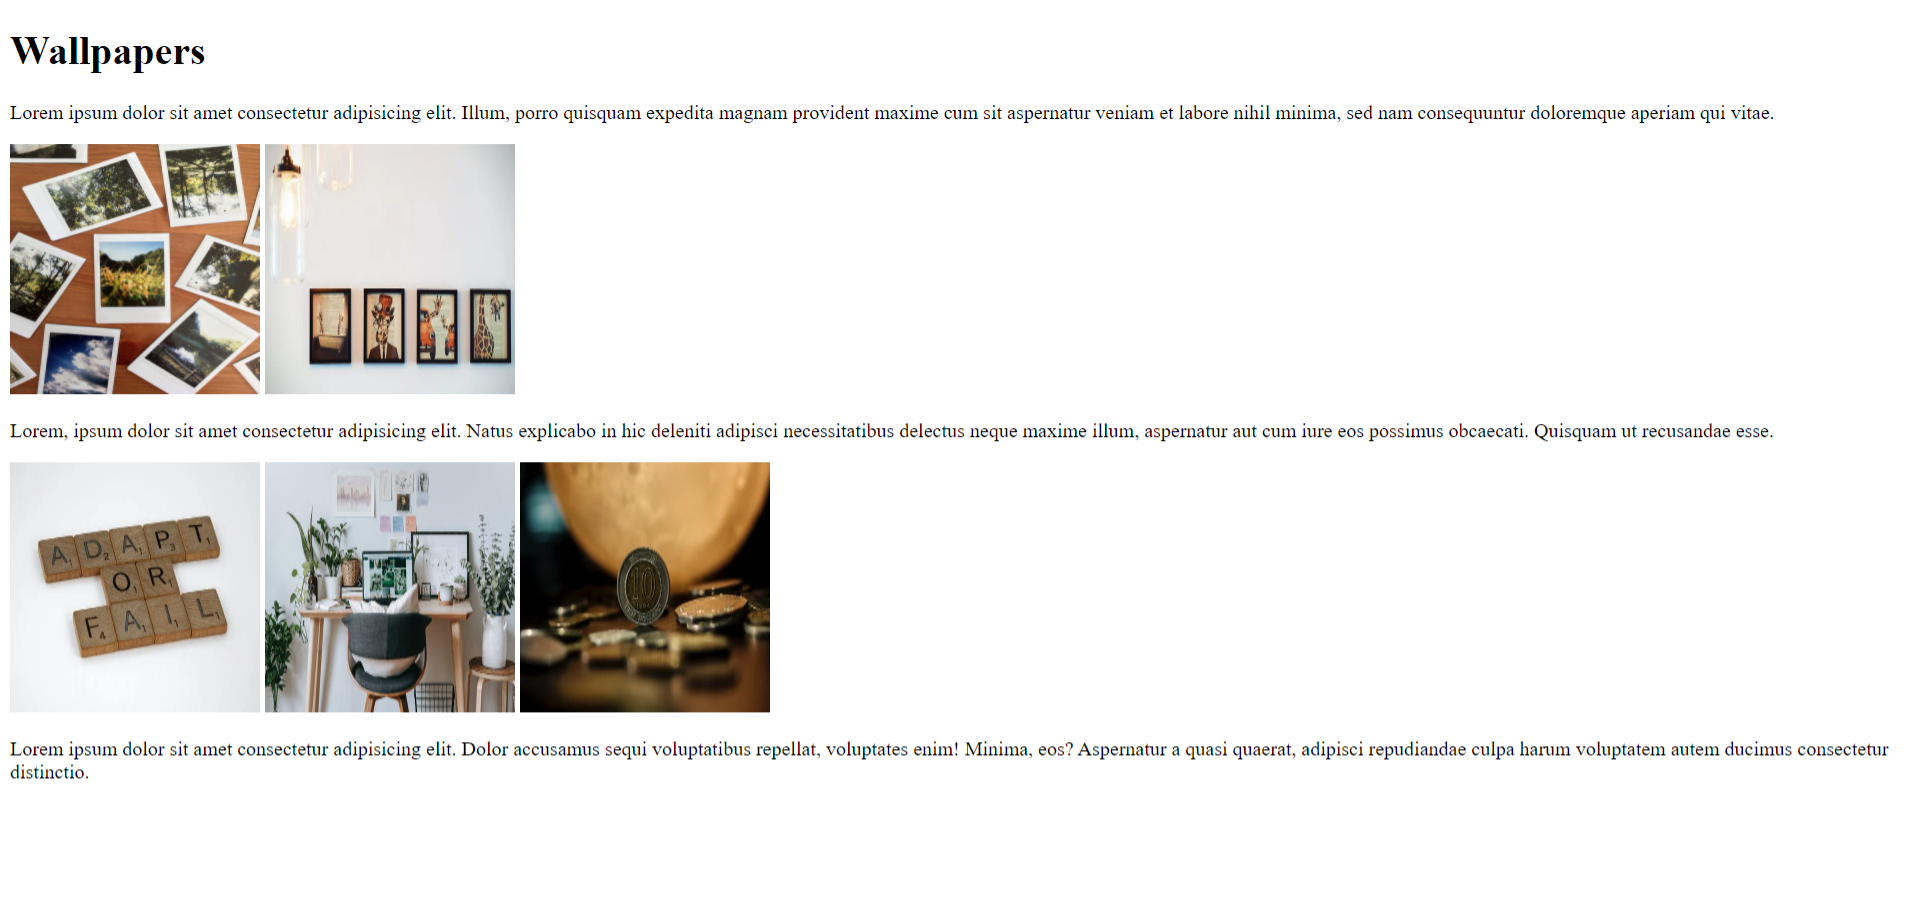 Wallpapers
Lorem ipsum dolor sit amet consectetur adipisicing elit. Illum, porro quisquam expedita magnam provident maxime cum sit aspernatur veniam et labore nihil minima, sed nam consequuntur doloremque aperiam qui vitae.
Lorem, ipsum dolor sit amet consectetur adipisicing elit. Natus explicabo in hic deleniti adipisci necessitatibus delectus neque maxime illum, aspernatur aut cum iure eos possimus obcaecati. Quisquam ut recusandae esse.
ADAPT
OR
FAIL
10
Lorem ipsum dolor sit amet consectetur adipisicing elit. Dolor accusamus sequi voluptatibus repellat, voluptates enim! Minima, eos? Aspernatur a quasi quaerat, adipisci repudiandae culpa harum voluptatem autem ducimus consectetur
distinctio.